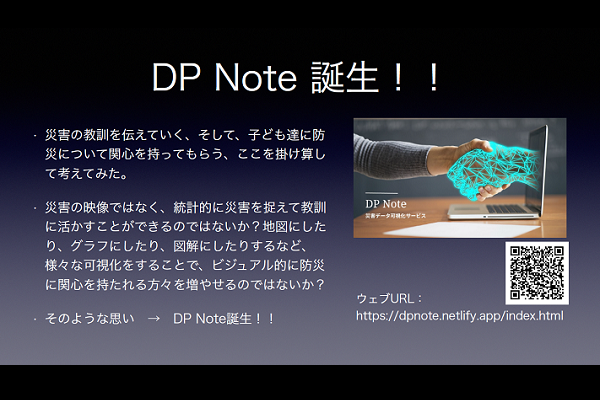 DP Note 誕生！！
・ 災害の教訓を伝えていく、そして、子ども達に防
災について関心を持ってもらう、ここを掛け算し
て考えてみた。
・ 災害の映像ではなく、統計的に災害を捉えて教訓
に活かすことができるのではないか？地図にした
り、グラフにしたり、図解にしたりするなど、
様々な可視化をすることで、ビジュアル的に防災
に関心を持たれる方々を増やせるのではないか？
・ そのような思い　→　DP Note誕生！！
DP Note
災害データ可視化サービス
ウェブURL：
https://dpnote.netlify.app/index.html